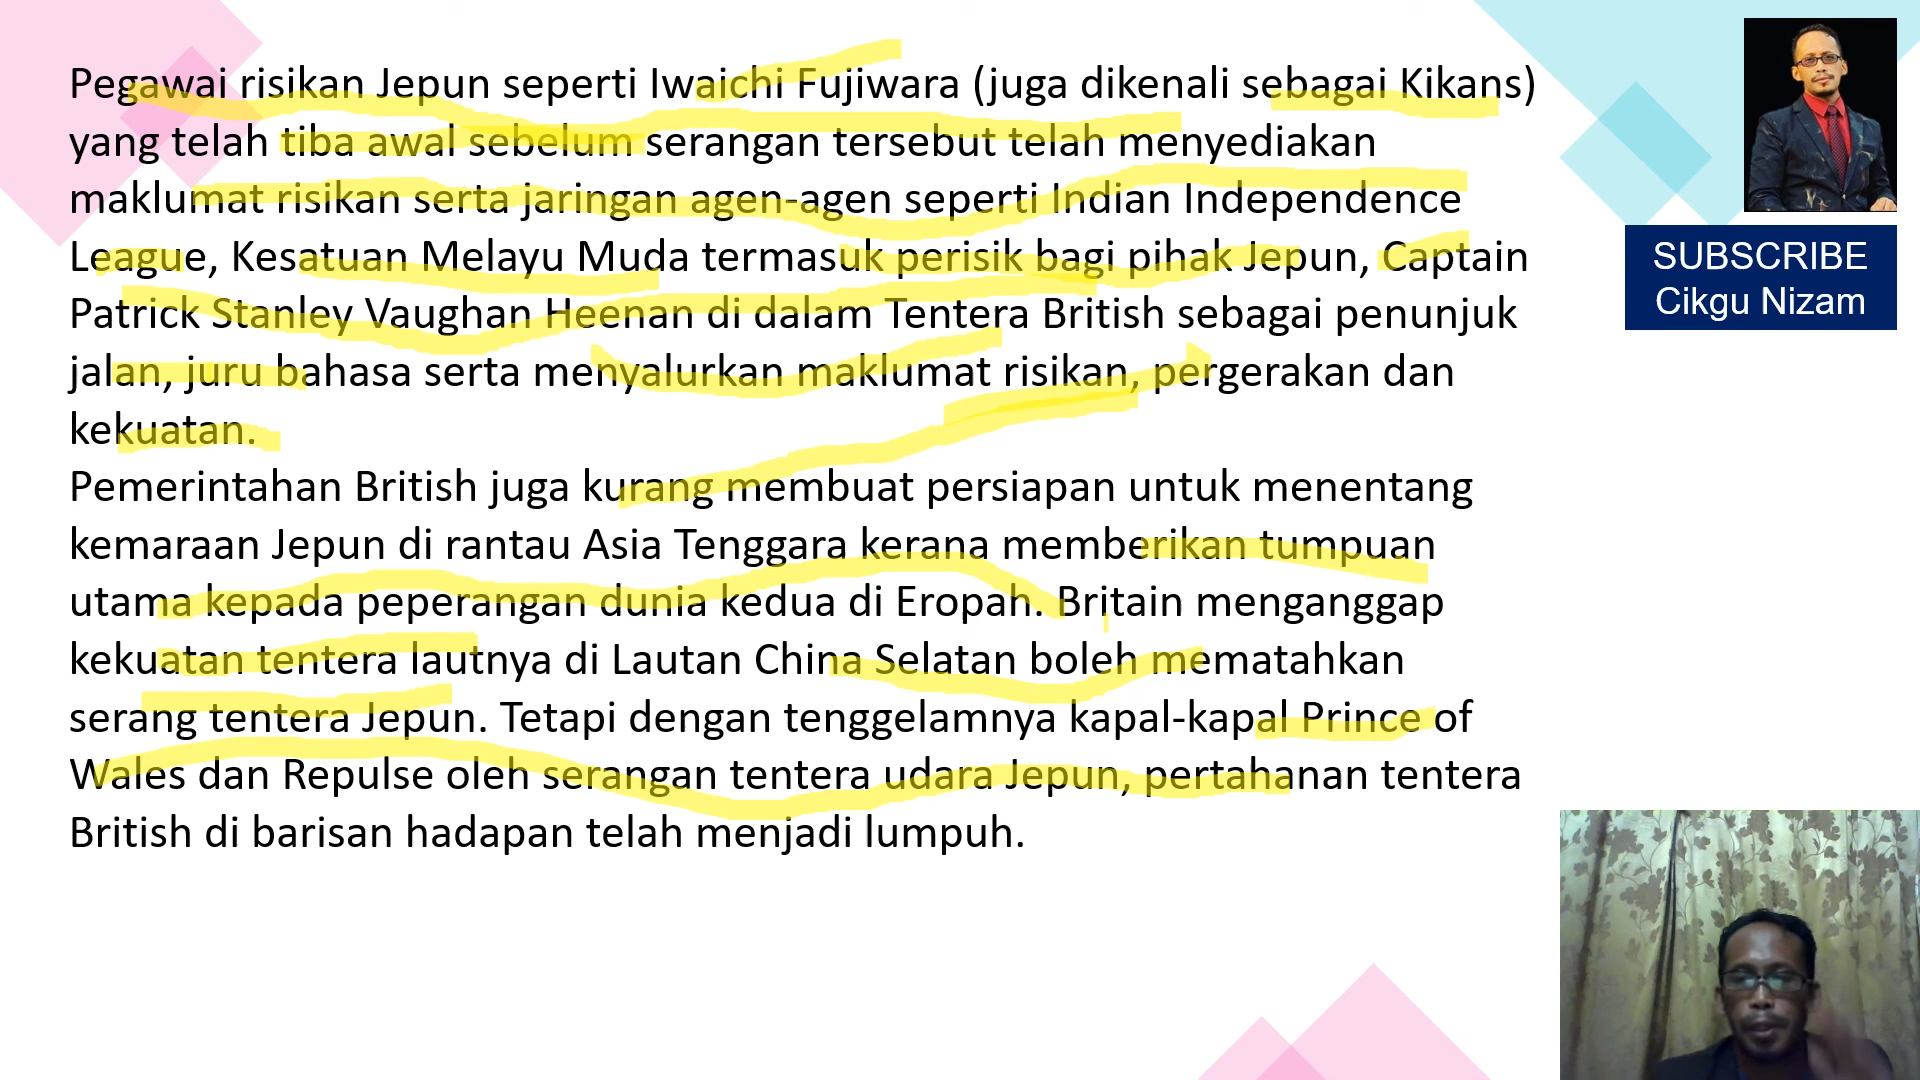 Pegawai risikan Jepun seperti Iwaichi Fujiwara (juga dikenali sebagai Kikans)
yang telah tiba awal sebelum serangan tersebut telah menyediakan
maklumat risikan serta jaringan agen-agen seperti Indian Independence
League, Kesatuan Melayu Muda termasuk perisik bagi pihak Jepun, Captain
Patrick Stanley Vaughan Heenan di dalam Tentera British sebagai penunjuk
jalan, juru bahasa serta menyalurkan maklumat risikan, pergerakan dan
kekuatan.
Pemerintahan British juga kurang membuat persiapan untuk menentang
kemaraan Jepun di rantau Asia Tenggara kerana memberikan tumpuan
utama kepada peperangan dunia kedua di Eropah. Britain menganggap
kekuatan tentera lautnya di Lautan China Selatan boleh mematahkan
serang tentera Jepun. Tetapi dengan tenggelamnya kapal-kapal Prince of
Wales dan Repulse oleh serangan tentera udara Jepun, pertahanan tentera
British di barisan hadapan telah menjadi lumpuh.
SUBSCRIBE
Cikgu Nizam